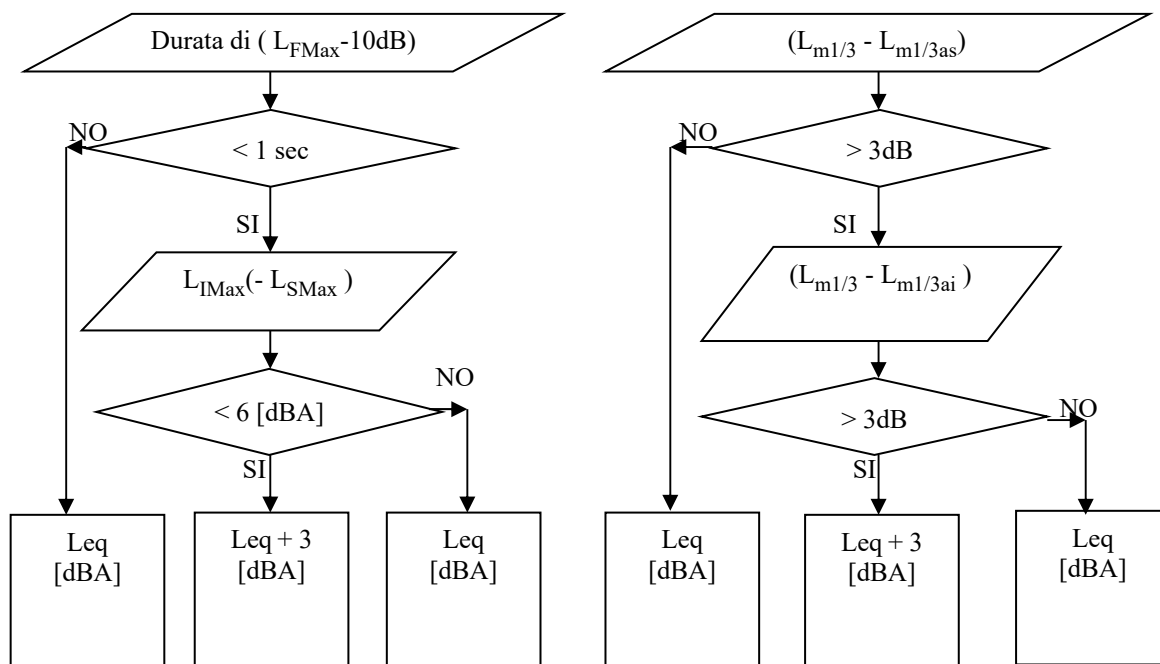 Durata di ( L_FMax-10dB)
NO
< 1 sec
SI
L_IMax(- L_SMax )
NO
< 6 [dBA]
SI
Leq
[dBA]
Leq + 3
[dBA]
Leq
[dBA]
(L_m1/3 - L_m1/3as)
NO
> 3dB
SI
(L_m1/3 - L_m1/3ai )
> 3dB
NO
SI
Leq
[dBA]
Leq + 3
[dBA]
Leq
[dBA]